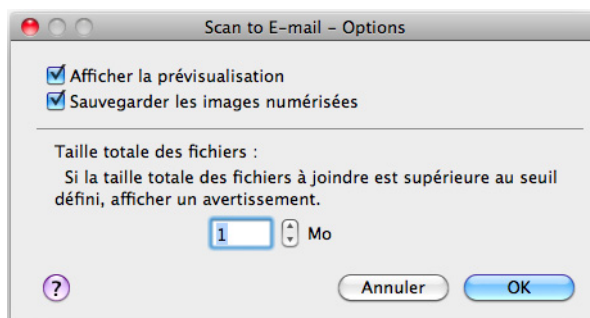 Scan to E-mail – Options
Afficher la prévisualisation
Sauvegarder les images numérisées
Taille totale des fichiers :
Si la taille totale des fichiers à joindre est supérieure au seuil
défini, afficher un avertissement.
1 Mo
? Annuler OK